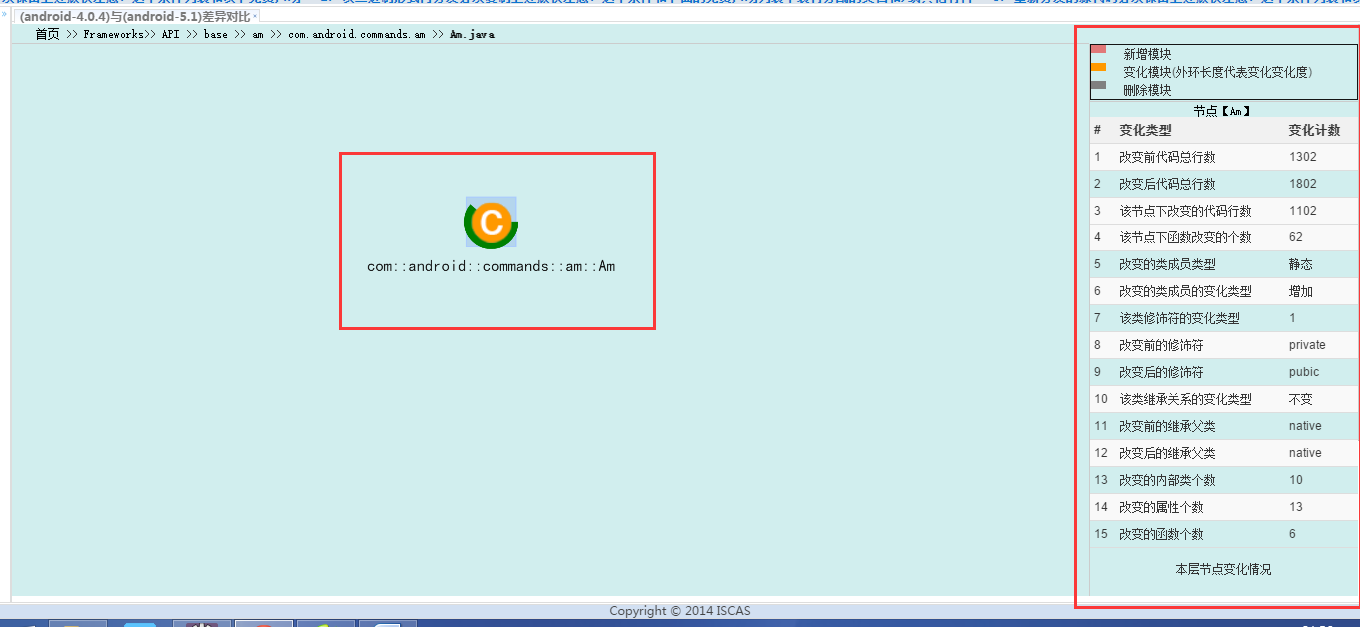 (android-4.0.4)与(android-5.1)差异对比
首页 >> Frameworks>> API >> base >> am >> com.android.commands.am >> Am.java
C
com::android::commands::am::Am
新增模块
变化模块(外环长度代表变化变化度)
删除模块
节点【Am】
# 变化类型 变化计数
1 改变前代码总行数 1302
2 改变后代码总行数 1802
3 该节点下改变的代码行数 1102
4 该节点下函数改变的个数 62
5 改变的类成员类型 静态
6 改变的类成员的变化类型 增加
7 该类修饰符的变化类型 1
8 改变前的修饰符 private
9 改变后的修饰符 pubic
10 该类继承关系的变化类型 不变
11 改变前的继承父类 native
12 改变后的继承父类 native
13 改变的内部类个数 10
14 改变的属性个数 13
15 改变的函数个数 6
本层节点变化情况
Copyright © 2014 ISCAS